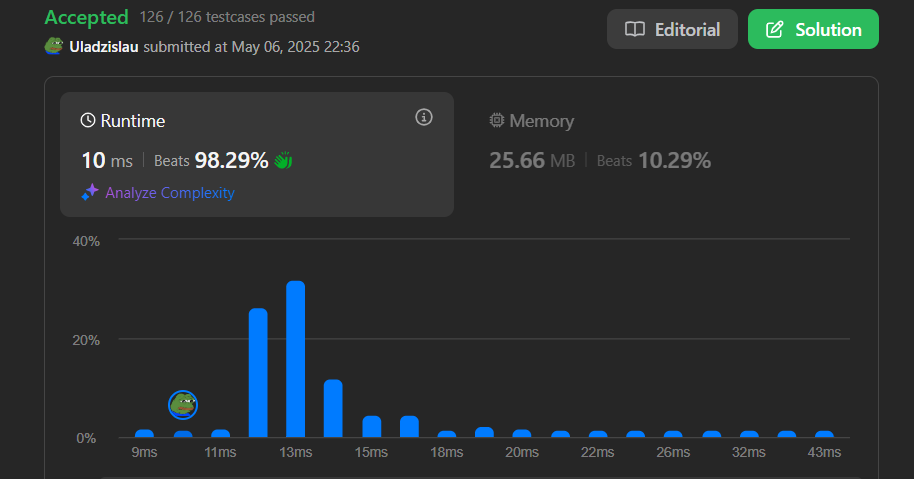 Accepted 126 / 126 testcases passed
Editorial
Solution
Uladzislau submitted at May 06, 2025 22:36
Runtime
Memory
10 ms | Beats 98.29%
25.66 MB | Beats 10.29%
Analyze Complexity
40%
20%
0%
9ms 11ms 13ms 15ms 18ms 20ms 22ms 26ms 32ms 43ms